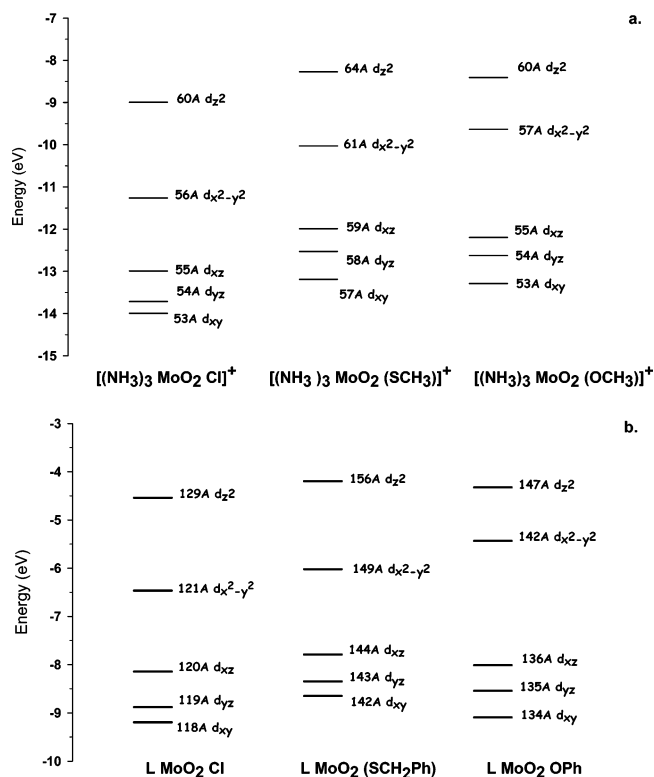 a.
-7
-8
-9
-10
-11
-12
-13
-14
-15
Energy (eV)
60A dz2
56A dx2-y2
55A dxz
54A dyz
53A dxy
64A dz2
61A dx2-y2
59A dxz
58A dyz
57A dxy
60A dz2
57A dx2-y2
55A dxz
54A dyz
53A dxy
[(NH3)3 MoO2 Cl]+
[(NH3 )3 MoO2 (SCH3)]+
[(NH3)3 MoO2 (OCH3)]+
b.
-3
-4
-5
-6
-7
-8
-9
-10
Energy (eV)
129A dz2
121A dx2-y2
120A dxz
119A dyz
118A dxy
156A dz2
149A dx2-y2
144A dxz
143A dyz
142A dxy
147A dz2
142A dx2-y2
136A dxz
135A dyz
134A dxy
L MoO2 Cl
L MoO2 (SCH2Ph)
L MoO2 OPh